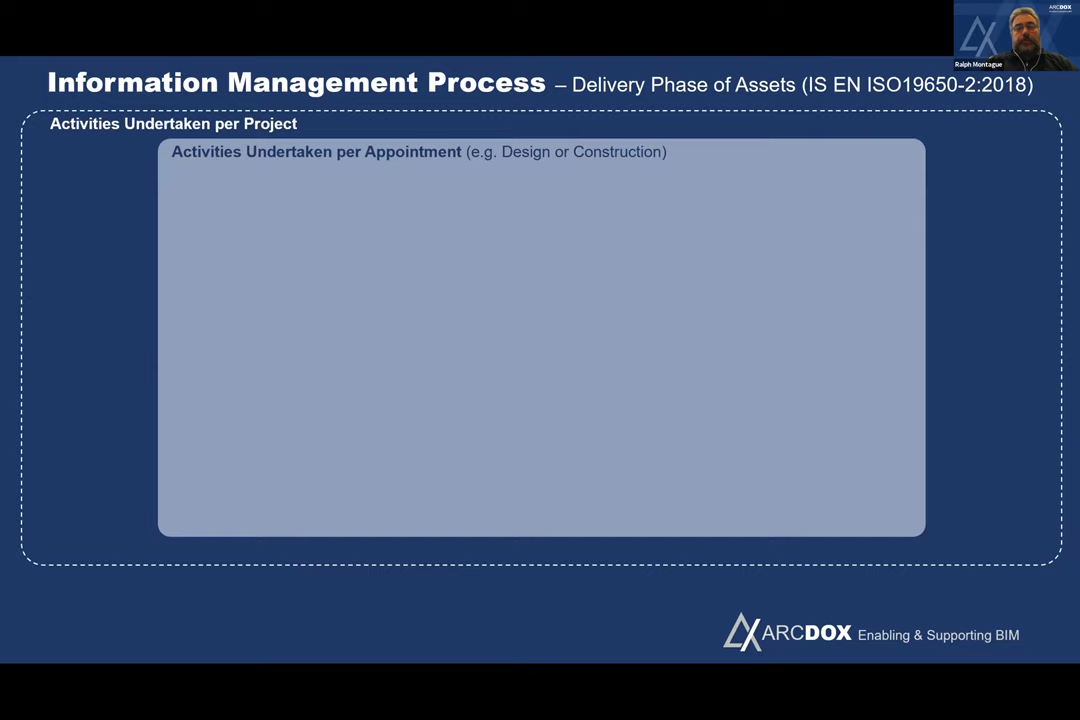 ARCDOX
Ralph Montague
Information Management Process – Delivery Phase of Assets (IS EN ISO19650-2:2018)
Activities Undertaken per Project
Activities Undertaken per Appointment (e.g. Design or Construction)
ARCDOX Enabling & Supporting BIM